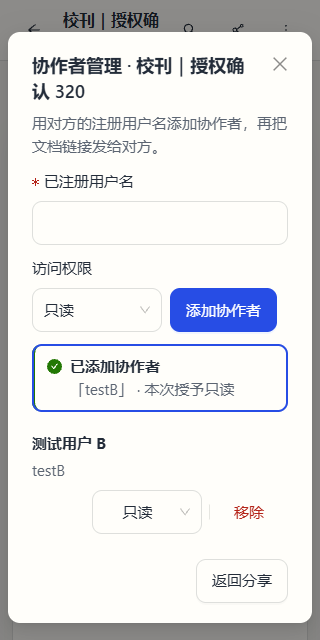 校刊｜授权确
协作者管理 · 校刊｜授权确
认 320
用对方的注册用户名添加协作者，再把
文档链接发给对方。
* 已注册用户名
访问权限
只读
添加协作者
已添加协作者
「testB」 · 本次授予只读
测试用户 B
testB
只读
移除
返回分享